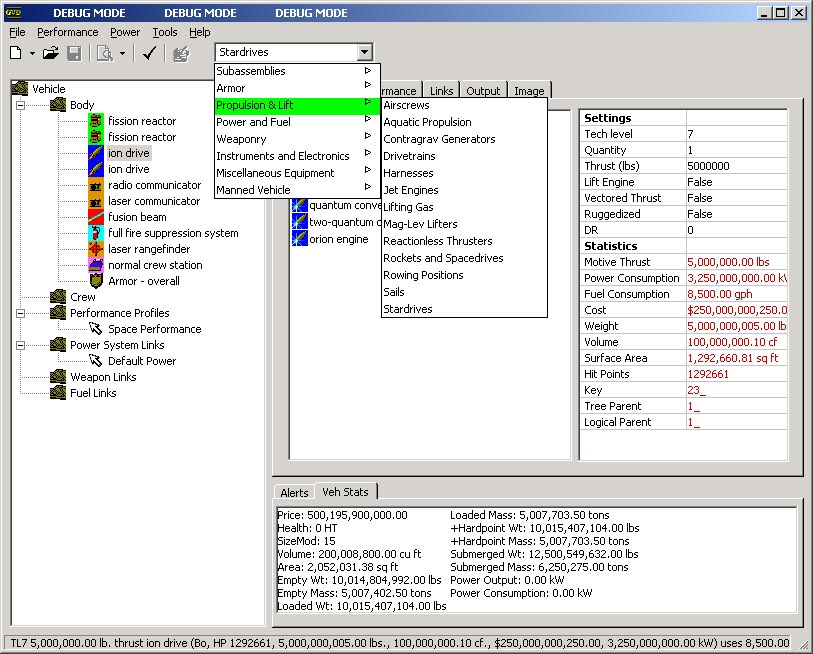 GVD DEBUG MODE DEBUG MODE DEBUG MODE
File Performance Power Tools Help
Stardrives
Subassemblies
Armor
Propulsion & Lift
Power and Fuel
Weaponry
Instruments and Electronics
Miscellaneous Equipment
Manned Vehicle
Airscrews
Aquatic Propulsion
Contragrav Generators
Drivetrains
Harnesses
Jet Engines
Lifting Gas
Mag-Lev Lifters
Reactionless Thrusters
Rockets and Spacedrives
Rowing Positions
Sails
Stardrives
Vehicle
Body
fission reactor
fission reactor
ion drive
ion drive
radio communicator
laser communicator
fusion beam
full fire suppression system
laser rangefinder
normal crew station
Armor - overall
Crew
Performance Profiles
Space Performance
Power System Links
Default Power
Weapon Links
Fuel Links
rmance Links Output Image
quantum conve
two-quantum c
orion engine
Settings
Tech level 7
Quantity 1
Thrust (lbs) 5000000
Lift Engine False
Vectored Thrust False
Ruggedized False
DR 0
Statistics
Motive Thrust 5,000,000.00 lbs
Power Consumption 3,250,000,000.00 kW
Fuel Consumption 8,500.00 gph
Cost $250,000,000,250.0
Weight 5,000,000,005.00 lb
Volume 100,000,000.10 cf
Surface Area 1,292,660.81 sq ft
Hit Points 1292661
Key 23_
Tree Parent 1_
Logical Parent 1_
Alerts Veh Stats
Price: 500,195,900,000.00
Health: 0 HT
SizeMod: 15
Volume: 200,008,800.00 cu ft
Area: 2,052,031.38 sq ft
Empty Wt: 10,014,804,992.00 lbs
Empty Mass: 5,007,402.50 tons
Loaded Wt: 10,015,407,104.00 lbs
Loaded Mass: 5,007,703.50 tons
+Hardpoint Wt: 10,015,407,104.00 lbs
+Hardpoint Mass: 5,007,703.50 tons
Submerged Wt: 12,500,549,632.00 lbs
Submerged Mass: 6,250,275.00 tons
Power Output: 0.00 kW
Power Consumption: 0.00 kW
TL7 5,000,000.00 lb. thrust ion drive (Bo, HP 1292661, 5,000,000,005.00 lbs., 100,000,000.10 cf., $250,000,000,250.00, 3,250,000,000.00 kW) uses 8,500.00